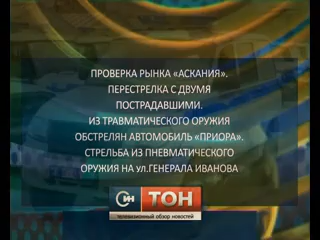 ПРОВЕРКА РЫНКА «АСКАНИЯ».
ПЕРЕСТРЕЛКА С ДВУМЯ
ПОСТРАДАВШИМИ.
ИЗ ТРАВМАТИЧЕСКОГО ОРУЖИЯ
ОБСТРЕЛЯН АВТОМОБИЛЬ «ПРИОРА».
СТРЕЛЬБА ИЗ ПНЕВМАТИЧЕСКОГО
ОРУЖИЯ НА ул.ГЕНЕРАЛА ИВАНОВА
ТОН
телевизионный обзор новостей